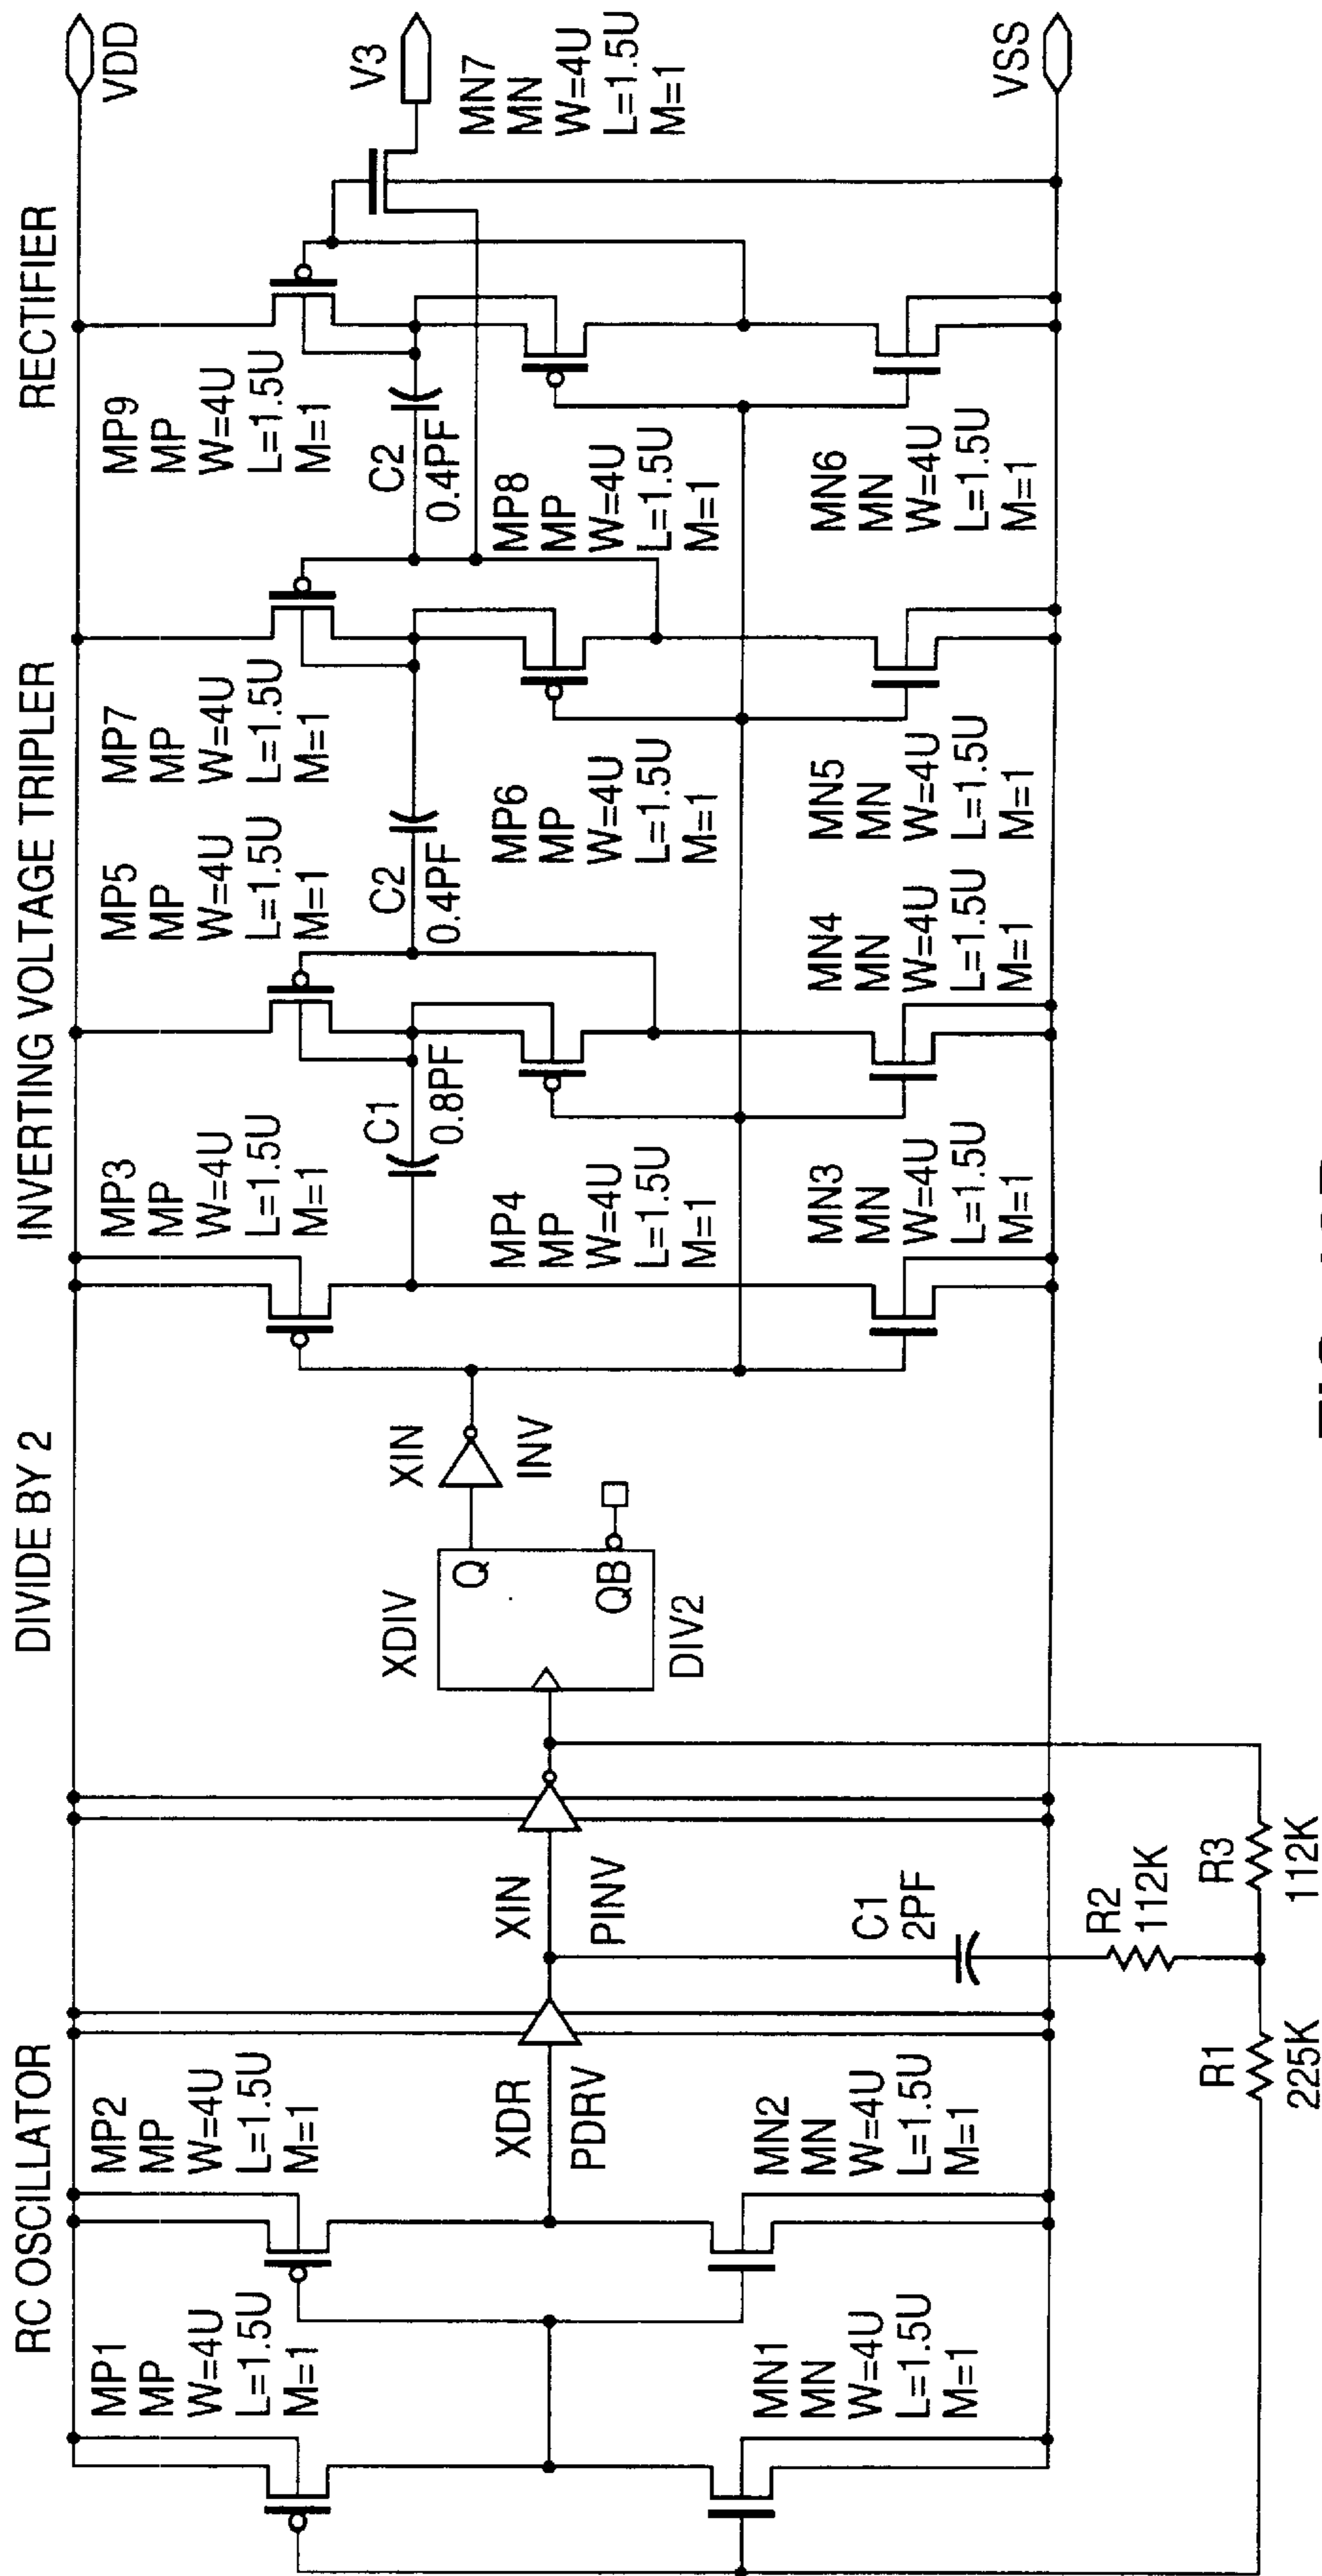 RC OSCILLATOR
DIVIDE BY 2
INVERTING VOLTAGE TRIPLER
RECTIFIER
MP1
MP
W=4U
L=1.5U
M=1
MP2
MP
W=4U
L=1.5U
M=1
MN1
MN
W=4U
L=1.5U
M=1
MN2
MN
W=4U
L=1.5U
M=1
XDR
PDRV
XIN
PINV
C1
2PF
R1
225K
R2
112K
R3
112K
XDIV
Q
QB
DIV2
XIN
INV
MP3
MP
W=4U
L=1.5U
M=1
C1
0.8PF
MP4
MP
W=4U
L=1.5U
M=1
MN3
MN
W=4U
L=1.5U
M=1
MP5
MP
W=4U
L=1.5U
M=1
C2
0.4PF
MP6
MP
W=4U
L=1.5U
M=1
MN4
MN
W=4U
L=1.5U
M=1
MP7
MP
W=4U
L=1.5U
M=1
MN5
MN
W=4U
L=1.5U
M=1
C2
0.4PF
MP8
MP
W=4U
L=1.5U
M=1
MP9
MP
W=4U
L=1.5U
M=1
MN6
MN
W=4U
L=1.5U
M=1
VDD
V3
MN7
MN
W=4U
L=1.5U
M=1
VSS